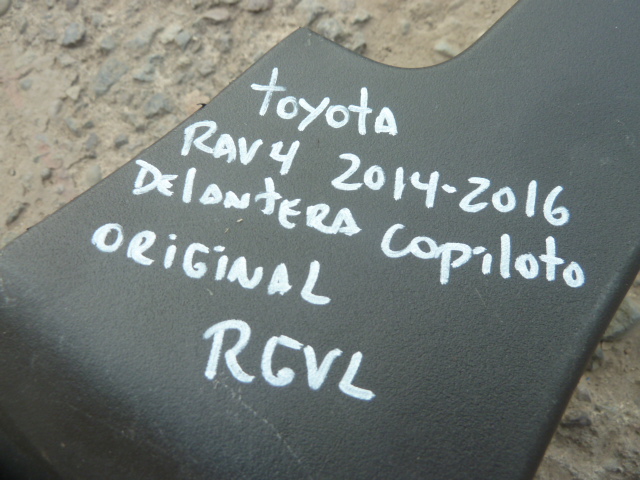 toyota
RAV4 2014-2016
DelanteRA copiloto
ORiGiNAL
RGVL